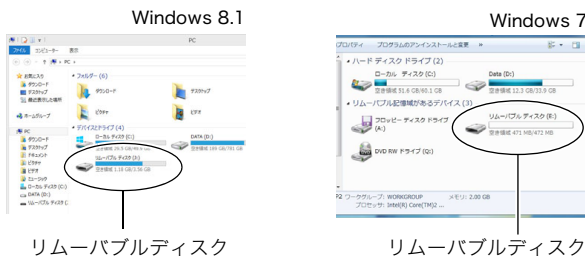 Windows 8.1
PC
ファイル コンピューター 表示
PC
お気に入り
ダウンロード
デスクトップ
最近表示した場所
ホームグループ
PC
ダウンロード
デスクトップ
ドキュメント
ピクチャ
ビデオ
ミュージック
ローカル ディスク (C:)
DATA (D:)
フォルダー (6)
ダウンロード
デスクトップ
ピクチャ
ビデオ
デバイスとドライブ (4)
ローカル ディスク (C:)
DATA (D:)
リムーバブル ディスク (I:)
リムーバブルディスク
Windows 7
プロパティ プログラムのアンインストールと変更 »
ハード ディスク ドライブ (2)
ローカル ディスク (C:)
空き領域 51.6 GB/60.1 GB
Data (D:)
空き領域 12.3 GB/33.9 GB
リムーバブル記憶域があるデバイス (3)
フロッピー ディスク ドライブ (A:)
リムーバブル ディスク (E:)
空き領域 471 MB/472 MB
DVD RW ドライブ (Q:)
ワークグループ: WORKGROUP メモリ: 2.00 GB
プロセッサ: Intel(R) Core(TM)2 ...
リムーバブルディスク